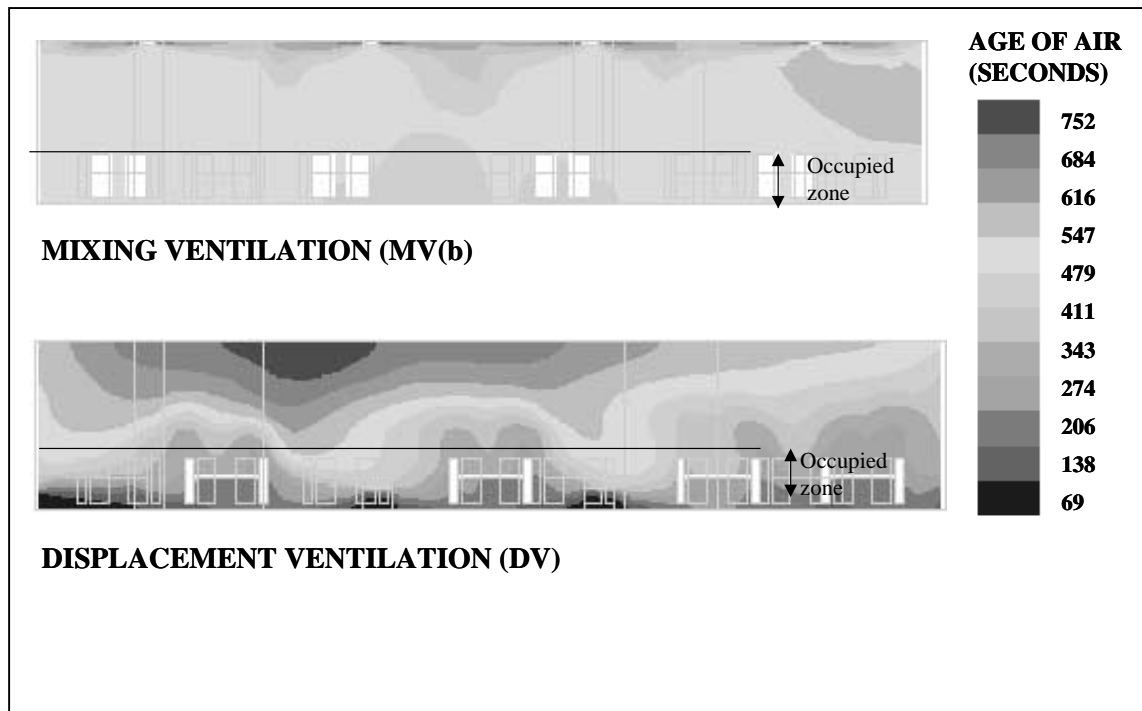 AGE OF AIR
(SECONDS)
752
684
616
547
479
411
343
274
206
138
69
Occupied
zone
MIXING VENTILATION (MV(b)
Occupied
zone
DISPLACEMENT VENTILATION (DV)